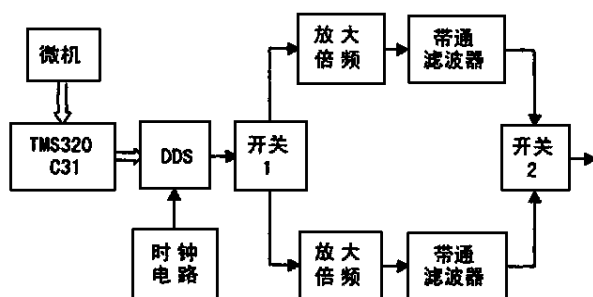 微机
TMS320
C31
DDS
时钟
电路
开关
1
放大
倍频
带通
滤波器
放大
倍频
带通
滤波器
开关
2